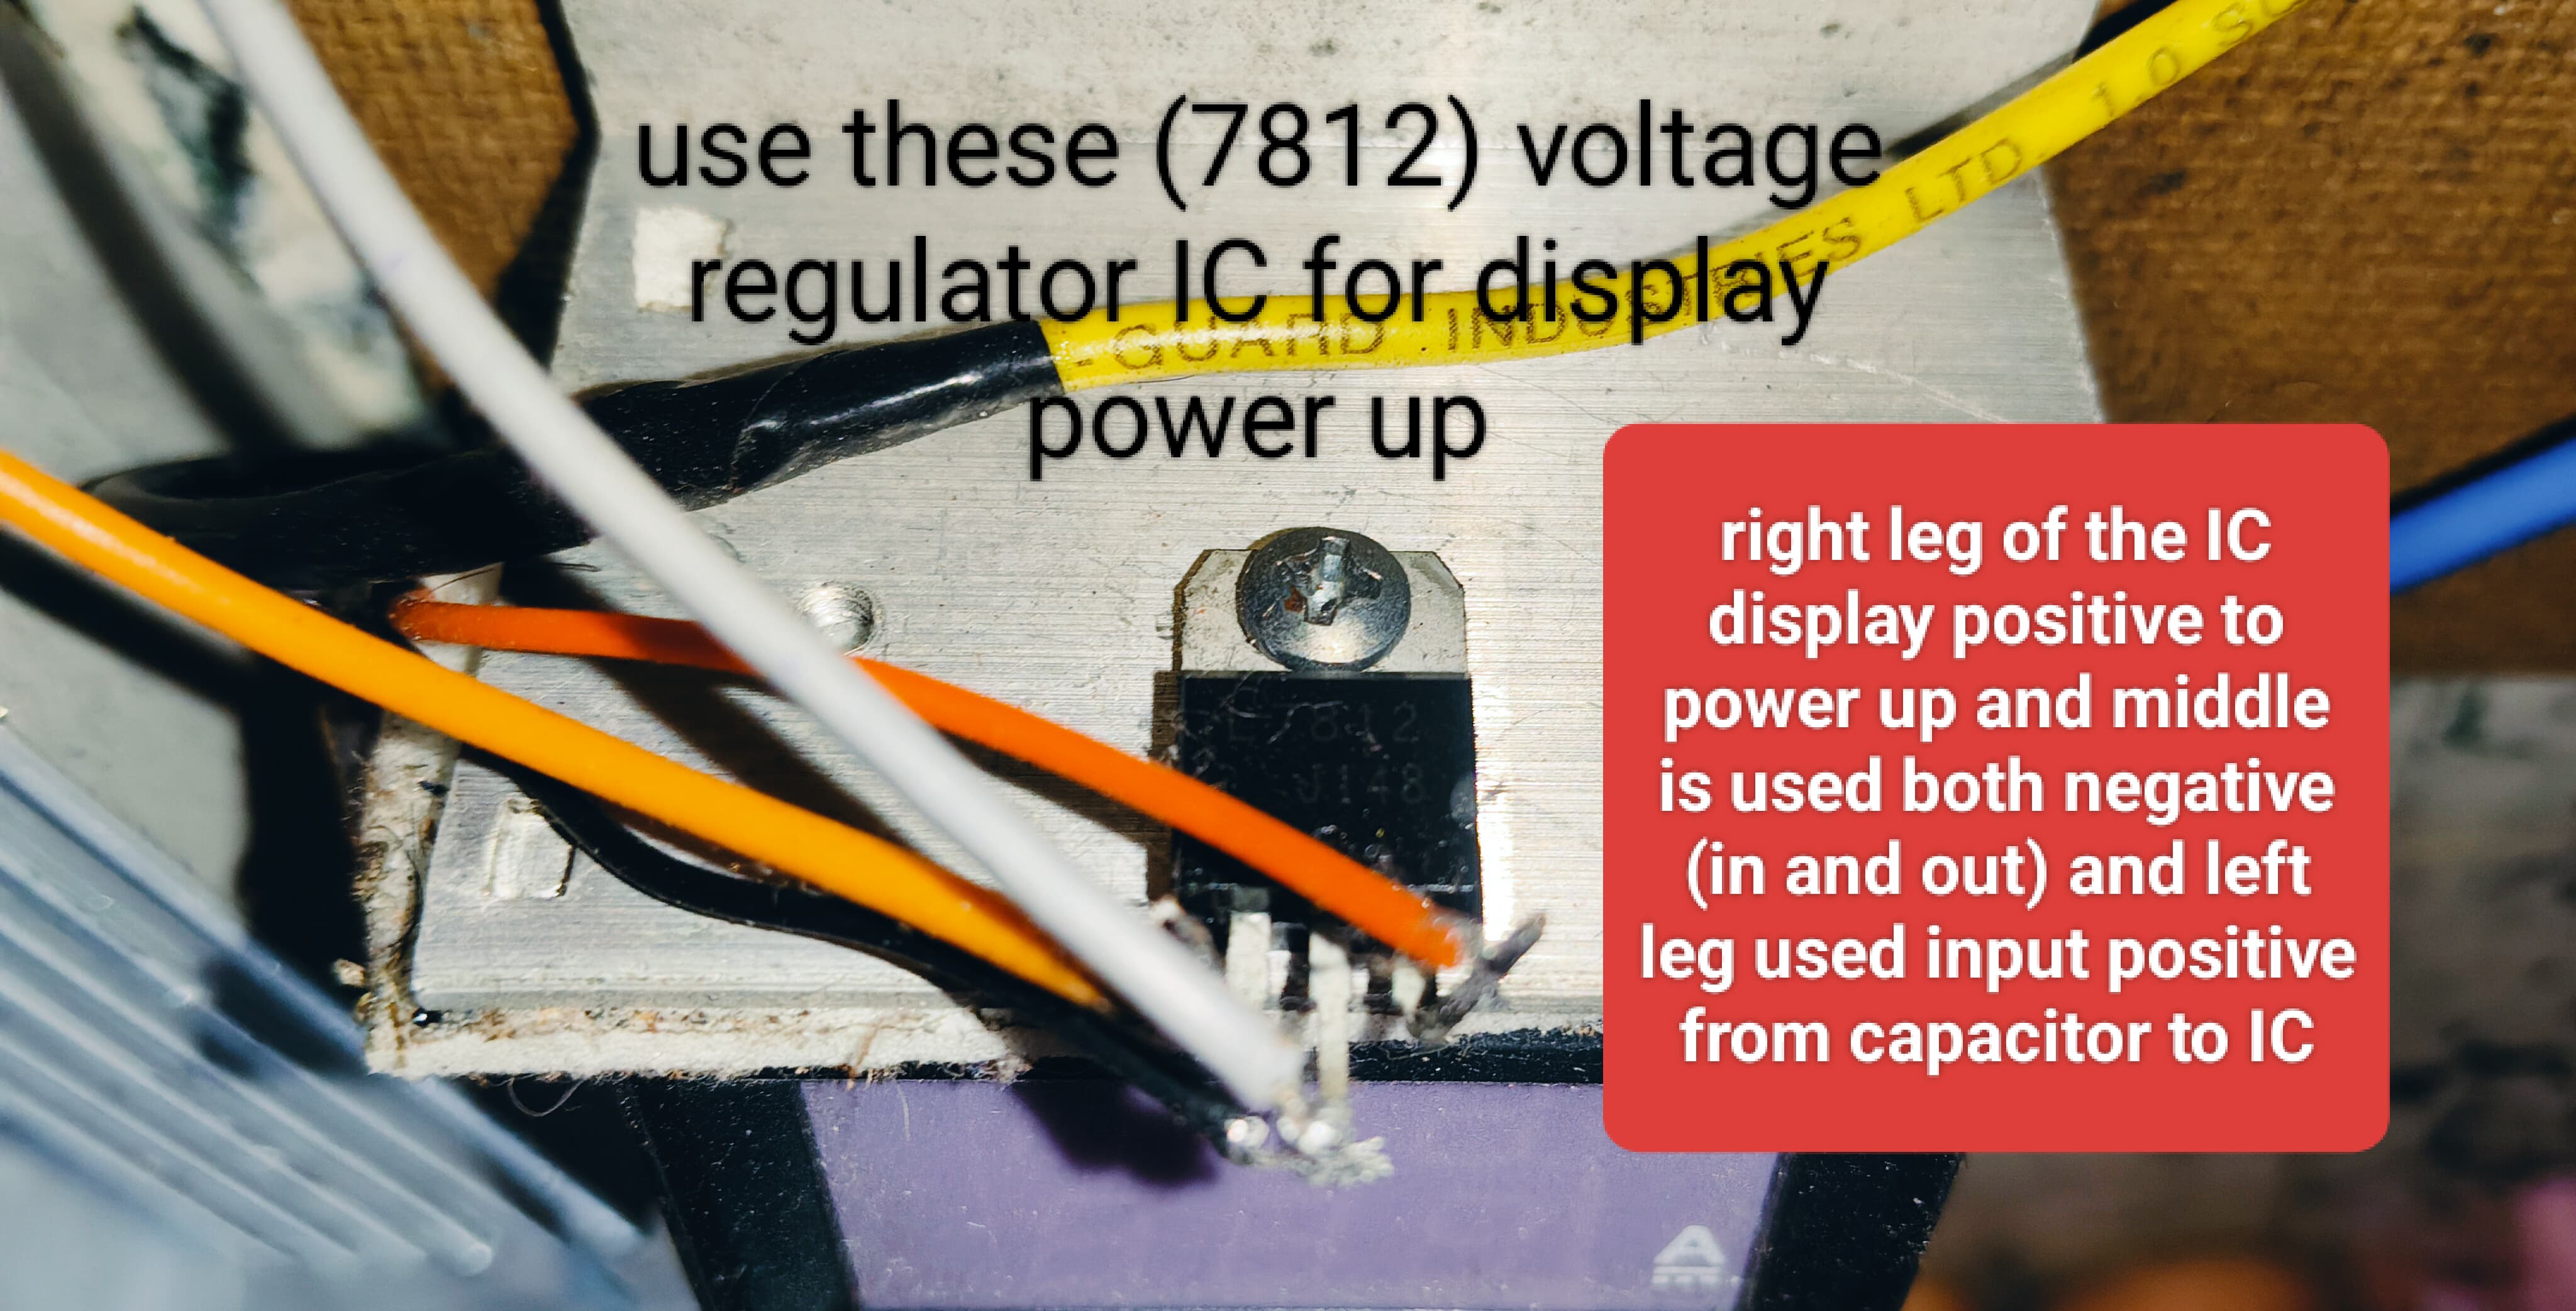 use these (7812) voltage
regulator IC for display
power up
-GUARD INDUSTRIES LTD. 1.0 S
right leg of the IC
display positive to
power up and middle
is used both negative
(in and out) and left
leg used input positive
from capacitor to IC
7812
J148
A